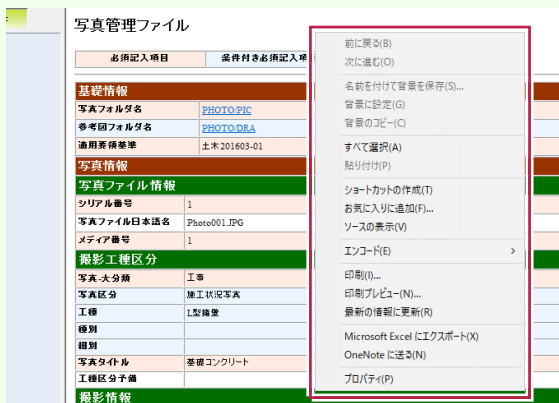 写真管理ファイル
必須記入項目
条件付き必須記入項
基礎情報
写真フォルダ名 PHOTO/PIC
参考図フォルダ名 PHOTO/DRA
適用要領基準 土木201603-01
写真情報
写真ファイル情報
シリアル番号 1
写真ファイル日本語名 Photo001.JPG
メディア番号 1
撮影工種区分
写真-大分類 工事
写真区分 施工状況写真
工種 L型擁壁
種別
細別
写真タイトル 基礎コンクリート
工種区分予備
撮影情報
前に戻る(B)
次に進む(O)
名前を付けて背景を保存(S)...
背景に設定(G)
背景のコピー(C)
すべて選択(A)
貼り付け(P)
ショートカットの作成(T)
お気に入りに追加(F)...
ソースの表示(V)
エンコード(E)
印刷(I)...
印刷プレビュー(N)...
最新の情報に更新(R)
Microsoft Excel にエクスポート(X)
OneNote に送る(N)
プロパティ(P)